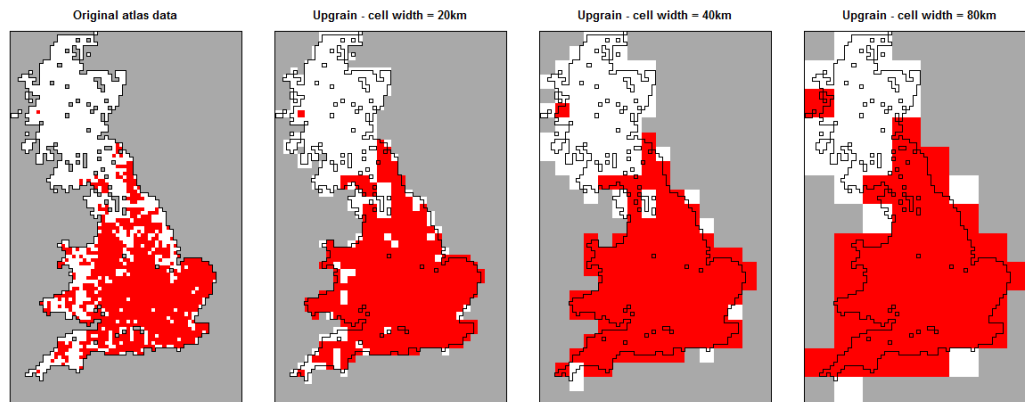 Original atlas data
Upgrain - cell width = 20km
Upgrain - cell width = 40km
Upgrain - cell width = 80km